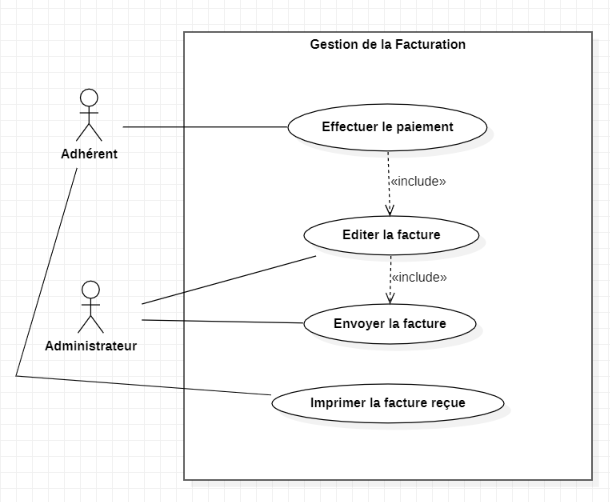 Gestion de la Facturation
Adhérent
Effectuer le paiement
«include»
Editer la facture
«include»
Administrateur
Envoyer la facture
Imprimer la facture reçue